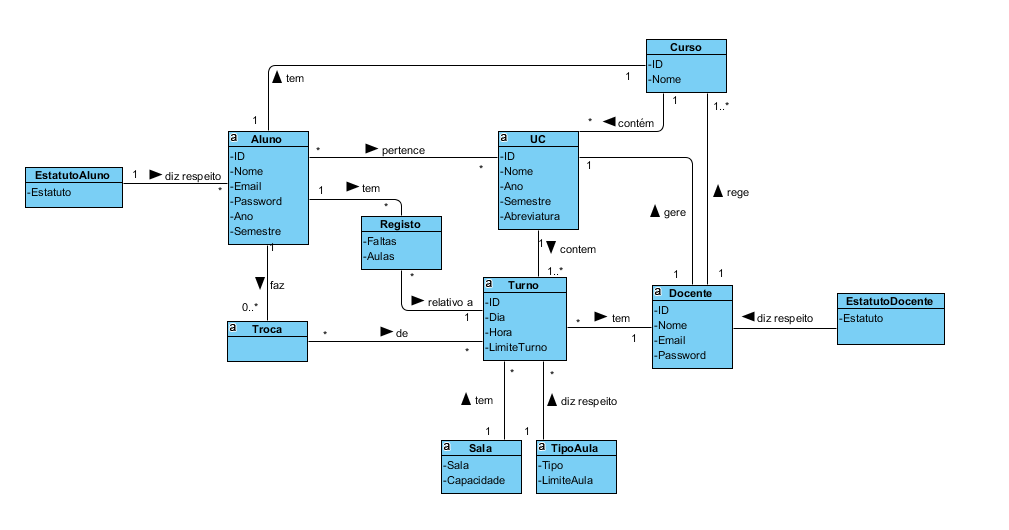 Curso
-ID
-Nome
tem
1
1
1
1..*
contém
*
a Aluno
-ID
-Nome
-Email
-Password
-Ano
-Semestre
a UC
-ID
-Nome
-Ano
-Semestre
-Abreviatura
* pertence *
1
EstatutoAluno
-Estatuto
1 diz respeito *
1 tem *
rege
gere
Registo
-Faltas
-Aulas
1
1 contem
1..*
faz
0..*
* relativo a 1
a Turno
-ID
-Dia
-Hora
-LimiteTurno
1
1
a Docente
-ID
-Nome
-Email
-Password
EstatutoDocente
-Estatuto
diz respeito
a Troca
* de *
* tem 1
*
*
tem
diz respeito
1
1
a Sala
-Sala
-Capacidade
a TipoAula
-Tipo
-LimiteAula